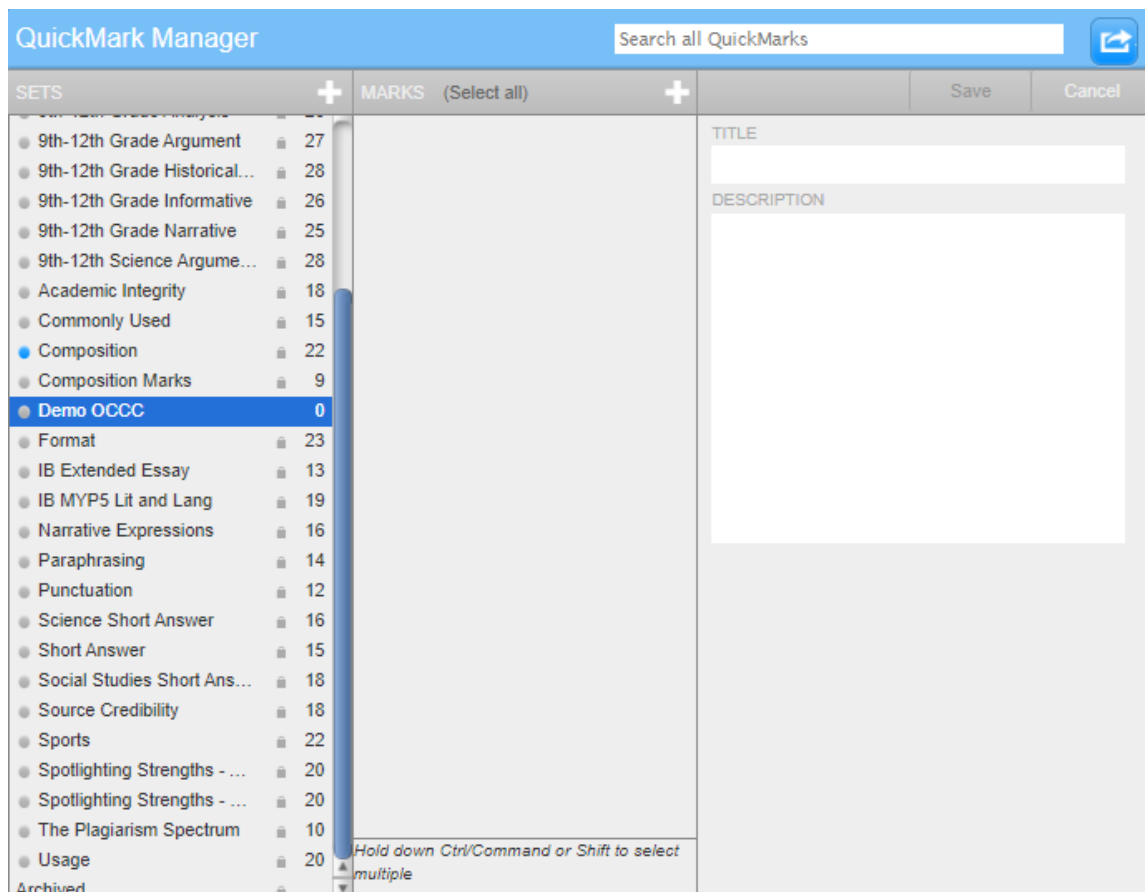 QuickMark Manager
Search all QuickMarks
SETS
MARKS (Select all)
Save
Cancel
9th-12th Grade Argument 27
9th-12th Grade Historical... 28
9th-12th Grade Informative 26
9th-12th Grade Narrative 25
9th-12th Science Argume... 28
Academic Integrity 18
Commonly Used 15
Composition 22
Composition Marks 9
Demo OCCC 0
Format 23
IB Extended Essay 13
IB MYP5 Lit and Lang 19
Narrative Expressions 16
Paraphrasing 14
Punctuation 12
Science Short Answer 16
Short Answer 15
Social Studies Short Ans... 18
Source Credibility 18
Sports 22
Spotlighting Strengths - ... 20
Spotlighting Strengths - ... 20
The Plagiarism Spectrum 10
Usage 20
Archived
Hold down Ctrl/Command or Shift to select
multiple
TITLE
DESCRIPTION